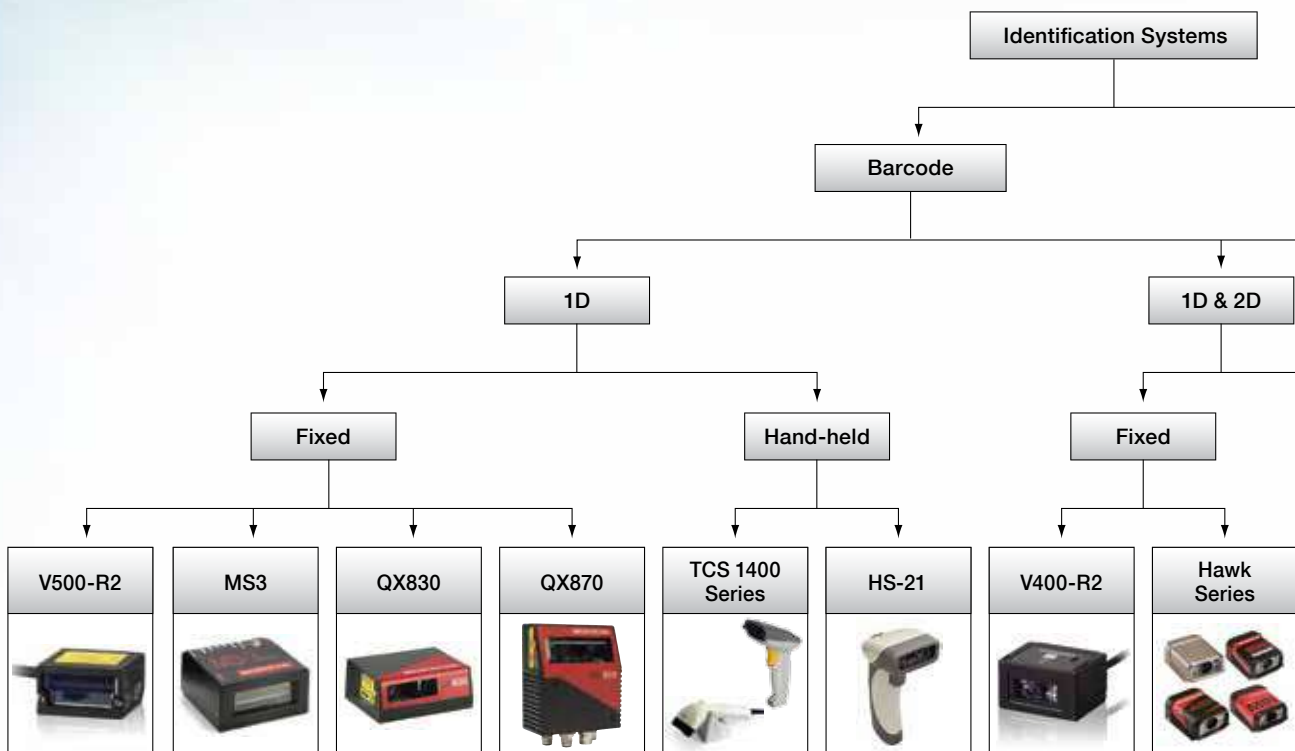 Identification Systems
Barcode
1D
1D & 2D
Fixed
Hand-held
Fixed
V500-R2
MS3
QX830
QX870
TCS 1400
Series
HS-21
V400-R2
Hawk
Series